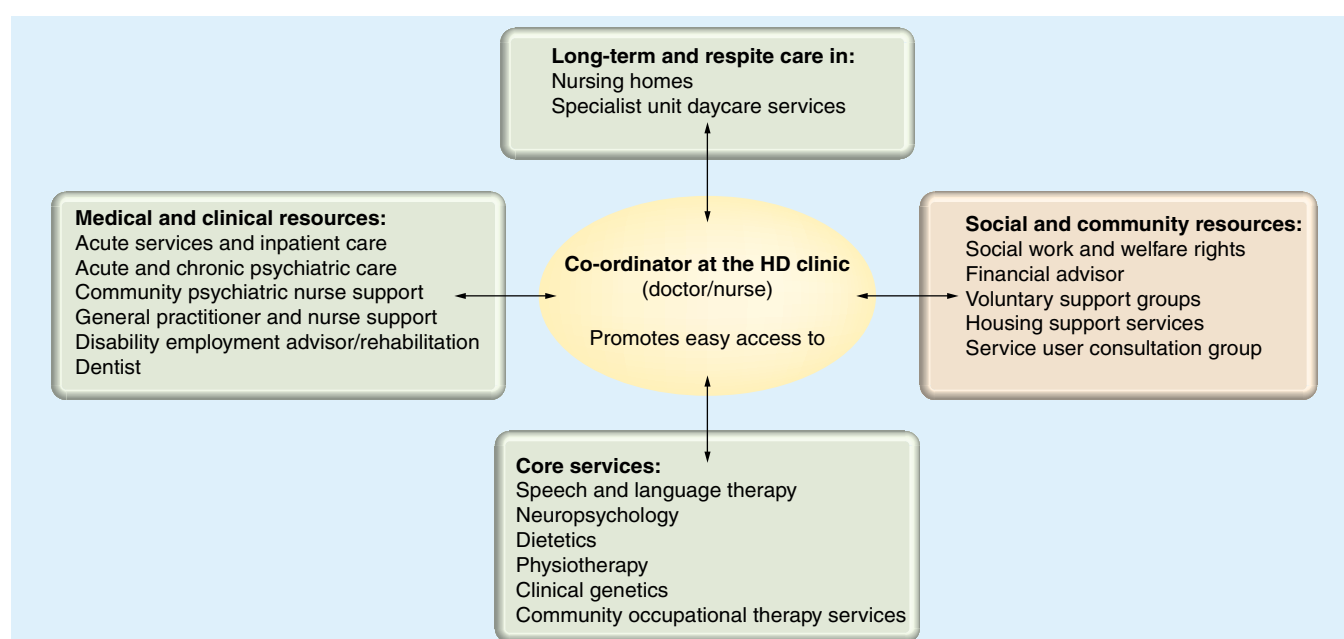 Long-term and respite care in:
Nursing homes
Specialist unit daycare services
Medical and clinical resources:
Acute services and inpatient care
Acute and chronic psychiatric care
Community psychiatric nurse support
General practitioner and nurse support
Disability employment advisor/rehabilitation
Dentist
Co-ordinator at the HD clinic
(doctor/nurse)
Promotes easy access to
Social and community resources:
Social work and welfare rights
Financial advisor
Voluntary support groups
Housing support services
Service user consultation group
Core services:
Speech and language therapy
Neuropsychology
Dietetics
Physiotherapy
Clinical genetics
Community occupational therapy services